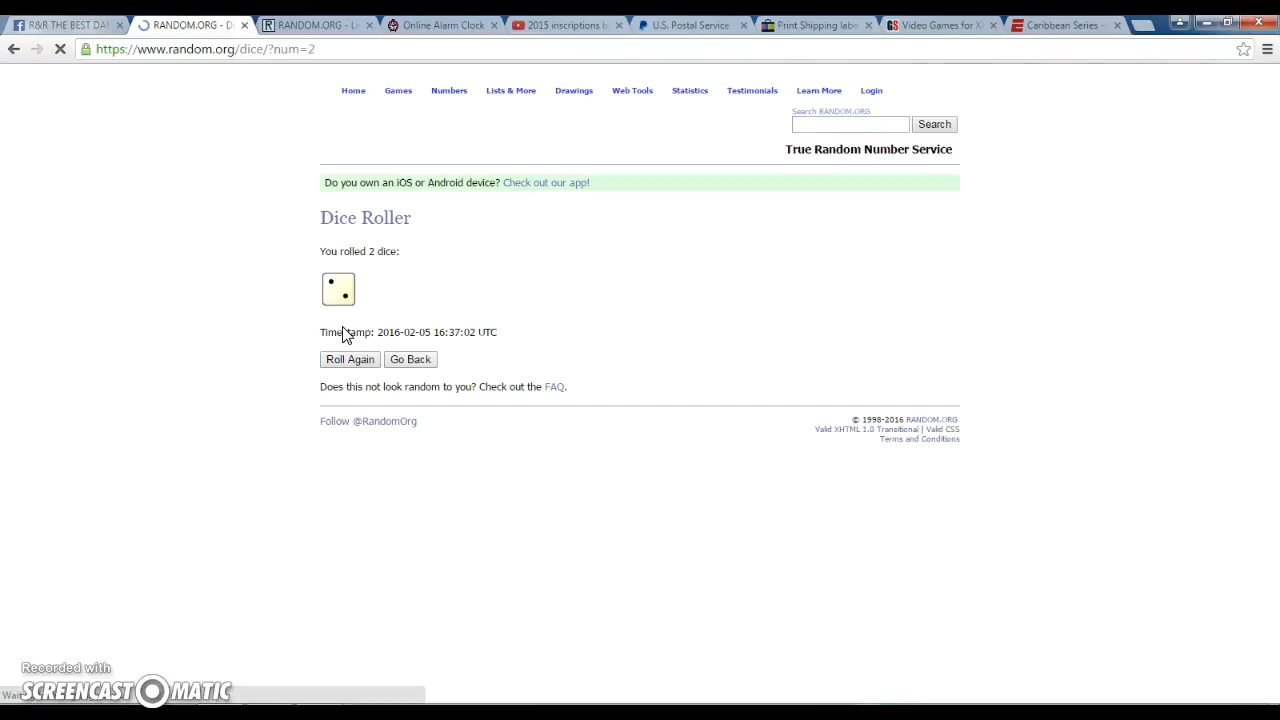 R&R THE BEST DA
RANDOM.ORG - D
RANDOM.ORG - L
Online Alarm Clock
2015 inscriptions b
U.S. Postal Service
Print Shipping labe
Video Games for X
Caribbean Series —
https://www.random.org/dice/?num=2
Home Games Numbers Lists & More Drawings Web Tools Statistics Testimonials Learn More Login
Search RANDOM.ORG
Search
True Random Number Service
Do you own an iOS or Android device? Check out our app!
Dice Roller
You rolled 2 dice:
Timestamp: 2016-02-05 16:37:02 UTC
Roll Again Go Back
Does this not look random to you? Check out the FAQ.
Follow @RandomOrg
© 1998-2016 RANDOM.ORG
Valid XHTML 1.0 Transitional | Valid CSS
Terms and Conditions
Recorded with
SCREENCAST MATIC